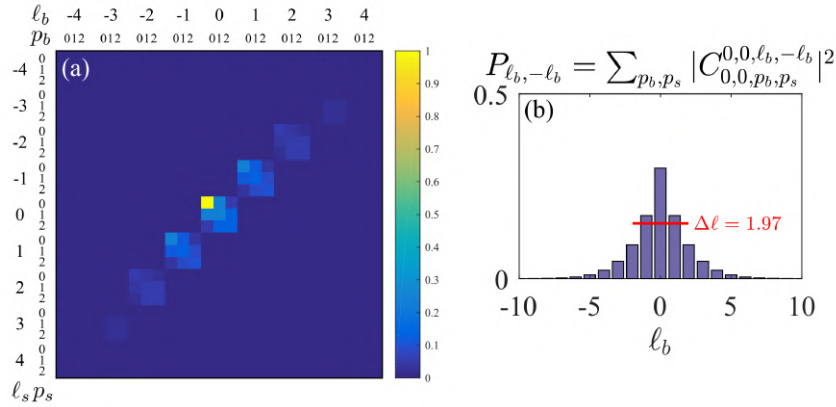 ℓ_b -4 -3 -2 -1 0 1 2 3 4
p_b 012 012 012 012 012 012 012 012 012
(a)
-4 0 1 2
-3 0 1 2
-2 0 1 2
-1 0 1 2
0 0 1 2
1 0 1 2
2 0 1 2
3 0 1 2
4 0 1 2
ℓ_s p_s
1
0.9
0.8
0.7
0.6
0.5
0.4
0.3
0.2
0.1
0
P_{ℓ_b,-ℓ_b} = ∑_{p_b,p_s} |C_{0,0,p_b,p_s}^{0,0,ℓ_b,-ℓ_b}|^2
0.5
(b)
Δℓ = 1.97
0
-10 -5 0 5 10
ℓ_b